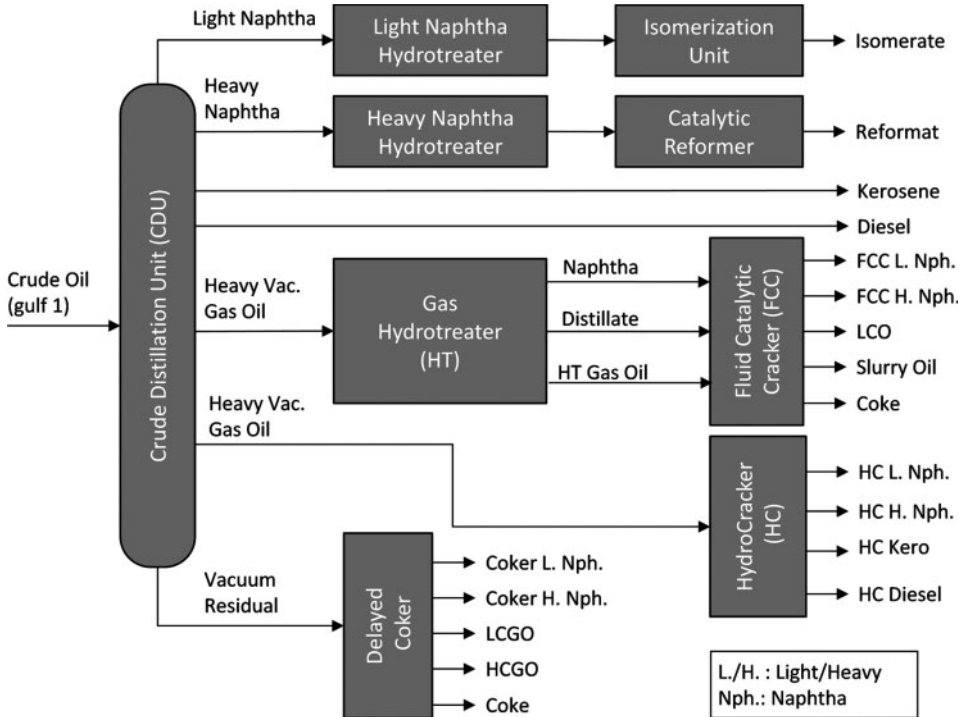 Light Naphtha
Light Naphtha
Hydrotreater
Isomerization
Unit
Isomerate
Heavy
Naphtha
Heavy Naphtha
Hydrotreater
Catalytic
Reformer
Reformat
Kerosene
Diesel
Crude Distillation Unit (CDU)
Crude Oil
(gulf 1)
Heavy Vac.
Gas Oil
Gas
Hydrotreater
(HT)
Naphtha
Distillate
HT Gas Oil
Fluid Catalytic
Cracker (FCC)
FCC L. Nph.
FCC H. Nph.
LCO
Slurry Oil
Coke
Heavy Vac.
Gas Oil
HydroCracker
(HC)
HC L. Nph.
HC H. Nph.
HC Kero
HC Diesel
Vacuum
Residual
Delayed
Coker
Coker L. Nph.
Coker H. Nph.
LCGO
HCGO
Coke
L./H. : Light/Heavy
Nph.: Naphtha